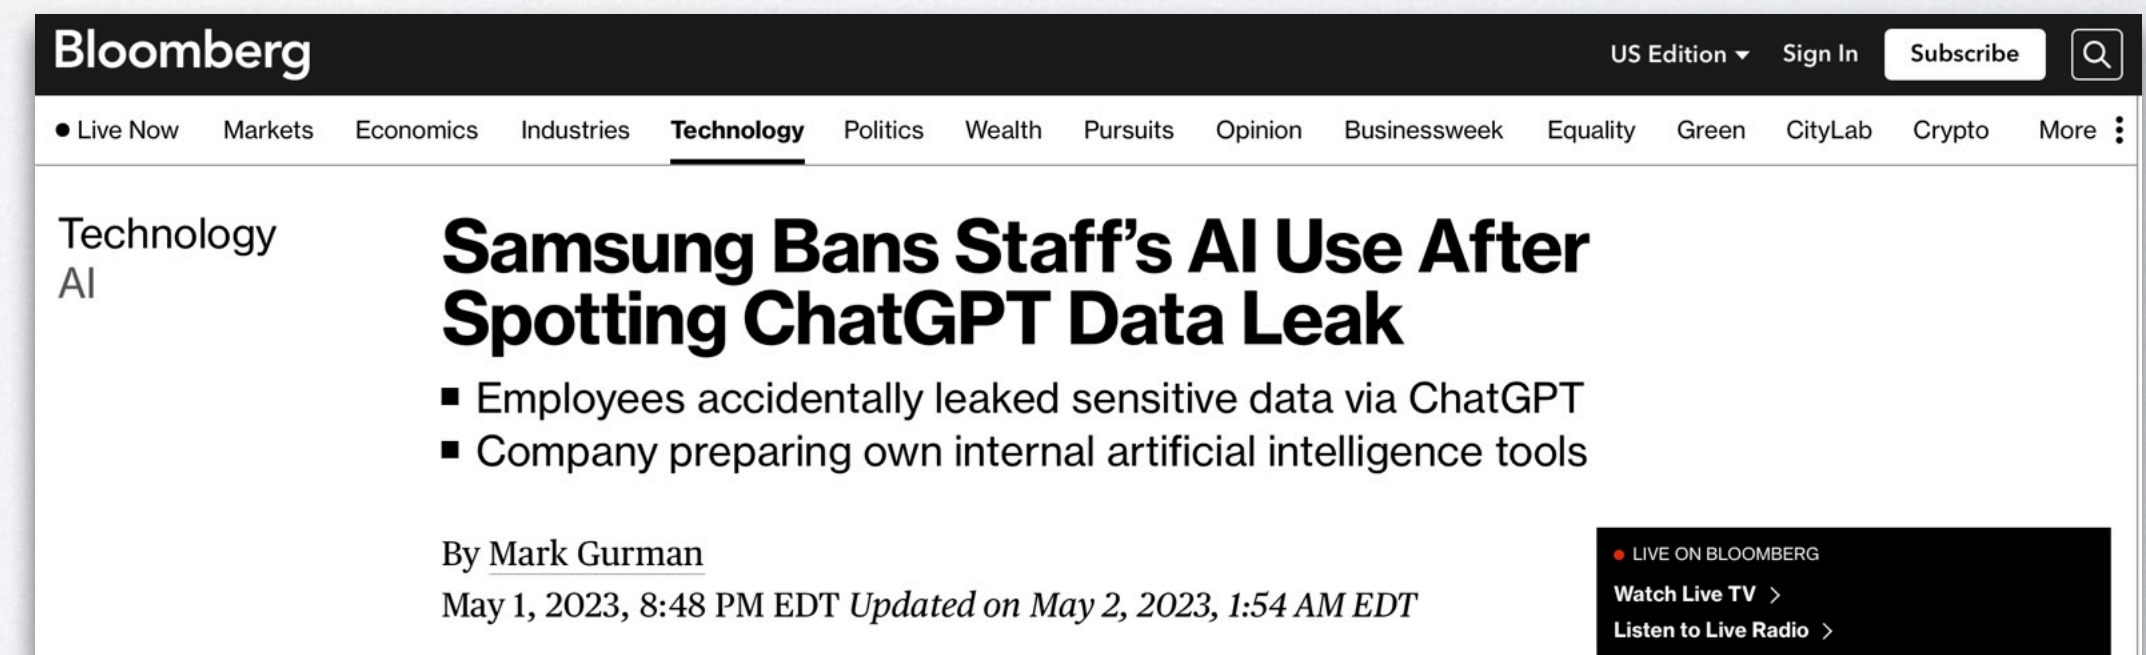 Bloomberg
US Edition Sign In Subscribe
Live Now Markets Economics Industries Technology Politics Wealth Pursuits Opinion Businessweek Equality Green CityLab Crypto More
Technology
AI
Samsung Bans Staff’s AI Use After
Spotting ChatGPT Data Leak
Employees accidentally leaked sensitive data via ChatGPT
Company preparing own internal artificial intelligence tools
By Mark Gurman
May 1, 2023, 8:48 PM EDT Updated on May 2, 2023, 1:54 AM EDT
LIVE ON BLOOMBERG
Watch Live TV
Listen to Live Radio